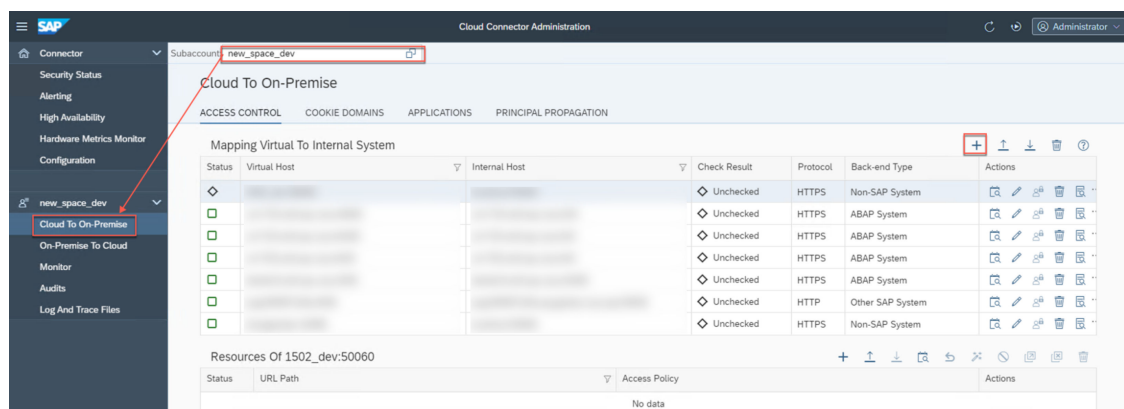 SAP
Cloud Connector Administration
Administrator
Connector
Subaccount: new_space_dev
Security Status
Alerting
High Availability
Hardware Metrics Monitor
Configuration
new_space_dev
Cloud To On-Premise
On-Premise To Cloud
Monitor
Audits
Log And Trace Files
Cloud To On-Premise
ACCESS CONTROL COOKIE DOMAINS APPLICATIONS PRINCIPAL PROPAGATION
Mapping Virtual To Internal System
Status Virtual Host Internal Host Check Result Protocol Back-end Type Actions
Unchecked HTTPS Non-SAP System
Unchecked HTTPS ABAP System
Unchecked HTTPS ABAP System
Unchecked HTTPS ABAP System
Unchecked HTTPS ABAP System
Unchecked HTTP Other SAP System
Unchecked HTTPS Non-SAP System
Resources Of 1502_dev:50060
Status URL Path Access Policy Actions
No data